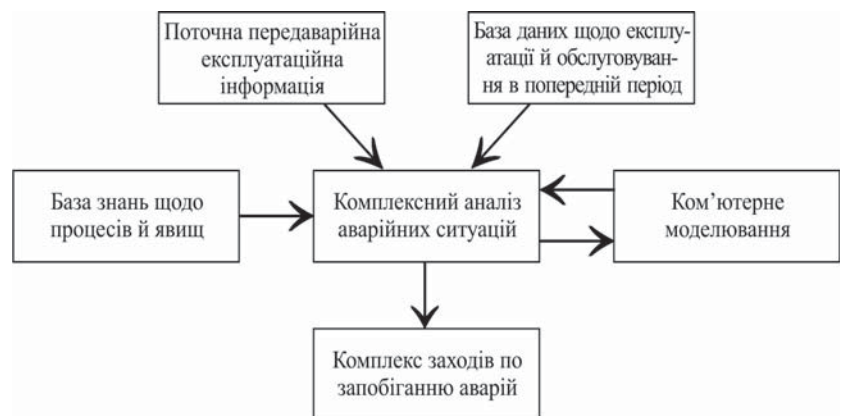 Поточна передаварійна
експлуатаційна
інформація
База даних щодо експлу-
атації й обслуговуван-
ня в попередній період
База знань щодо
процесів й явищ
Комплексний аналіз
аварійних ситуацій
Ком’ютерне
моделювання
Комплекс заходів по
запобіганню аварій